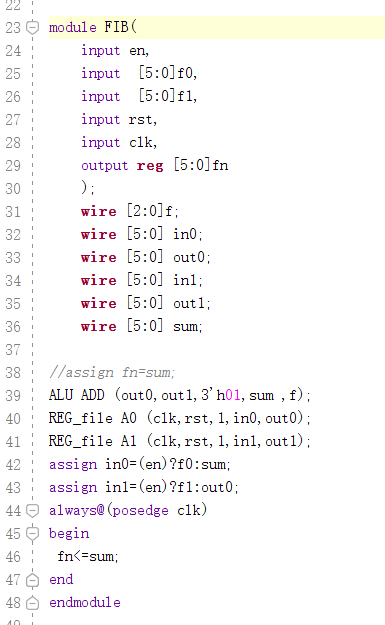 22
23 module FIB(
24 input en,
25 input  [5:0]f0,
26 input  [5:0]f1,
27 input rst,
28 input clk,
29 output reg [5:0]fn
30 );
31 wire [2:0]f;
32 wire [5:0] in0;
33 wire [5:0] out0;
34 wire [5:0] in1;
35 wire [5:0] out1;
36 wire [5:0] sum;
37
38 //assign fn=sum;
39 ALU ADD (out0,out1,3'h01,sum ,f);
40 REG_file A0 (clk,rst,1,in0,out0);
41 REG_file A1 (clk,rst,1,in1,out1);
42 assign in0=(en)?f0:sum;
43 assign in1=(en)?f1:out0;
44 always@(posedge clk)
45 begin
46 fn<=sum;
47 end
48 endmodule